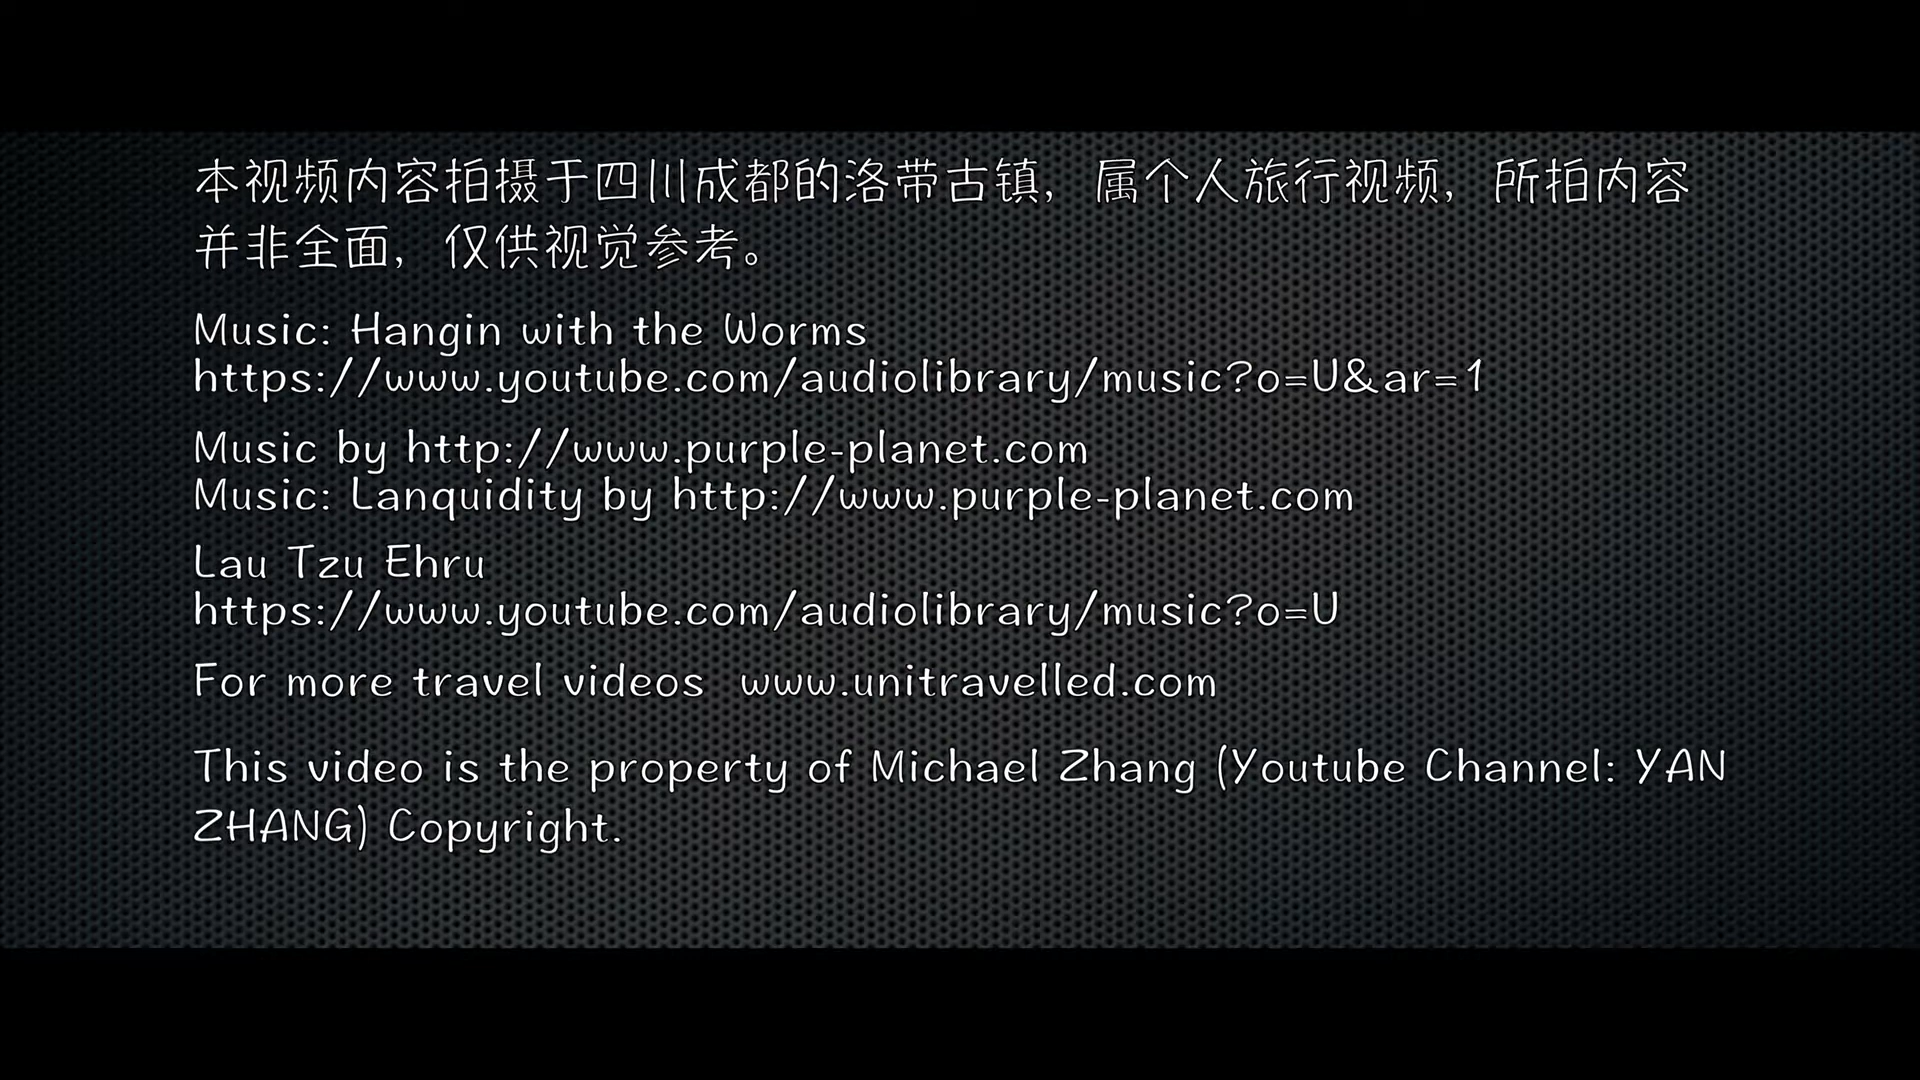 本视频内容拍摄于四川成都的洛带古镇，属个人旅行视频，所拍内容
并非全面，仅供视觉参考。
Music: Hangin with the Worms
https://www.youtube.com/audiolibrary/music?o=U&ar=1
Music by http://www.purple-planet.com
Music: Lanquidity by http://www.purple-planet.com
Lau Tzu Ehru
https://www.youtube.com/audiolibrary/music?o=U
For more travel videos  www.unitravelled.com
This video is the property of Michael Zhang (Youtube Channel: YAN
ZHANG) Copyright.